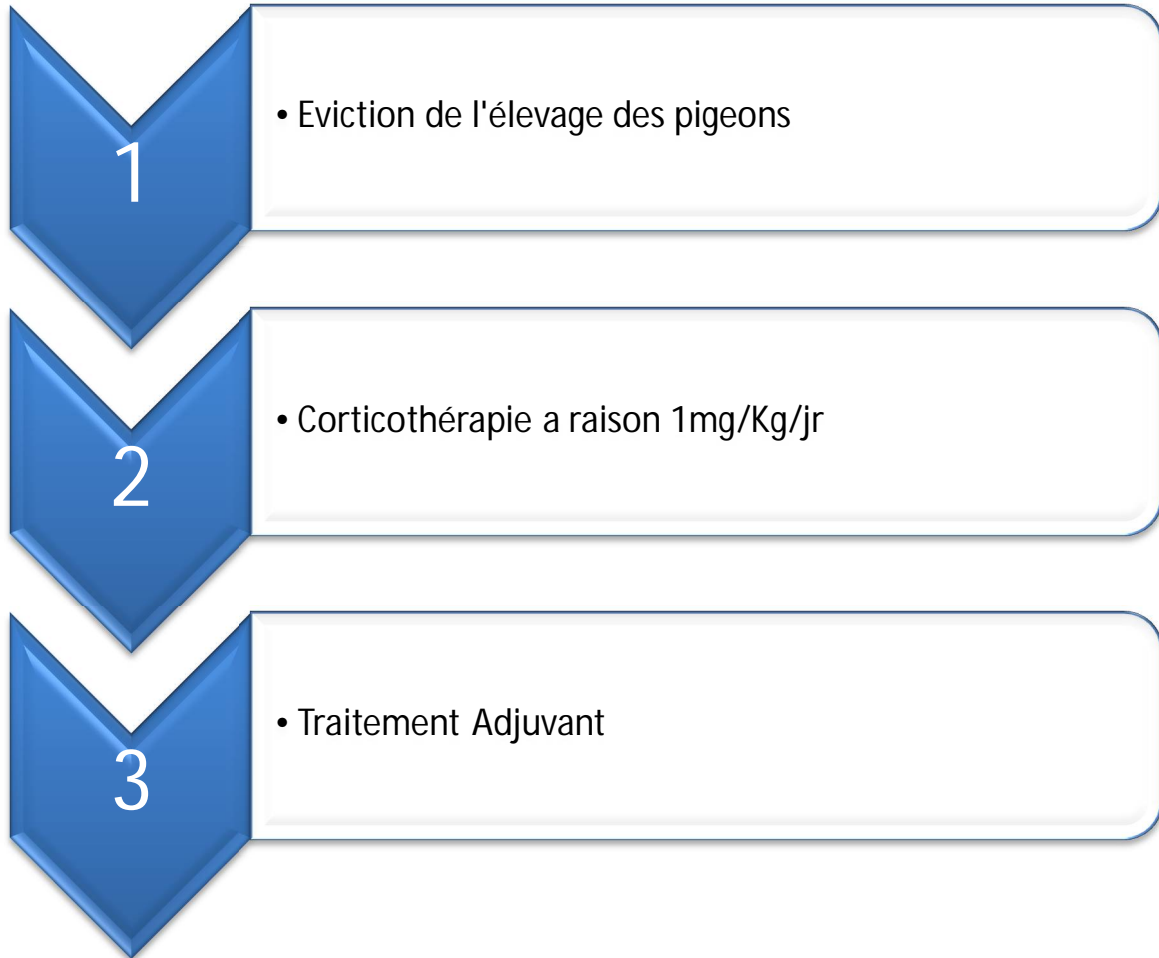 1
• Eviction de l'élevage des pigeons
2
• Corticothérapie a raison 1mg/Kg/jr
3
• Traitement Adjuvant